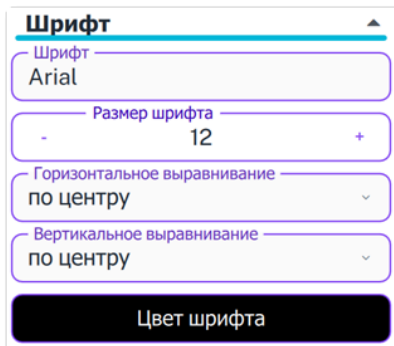 Шрифт
Шрифт
Arial
Размер шрифта
- 12 +
Горизонтальное выравнивание
по центру
Вертикальное выравнивание
по центру
Цвет шрифта